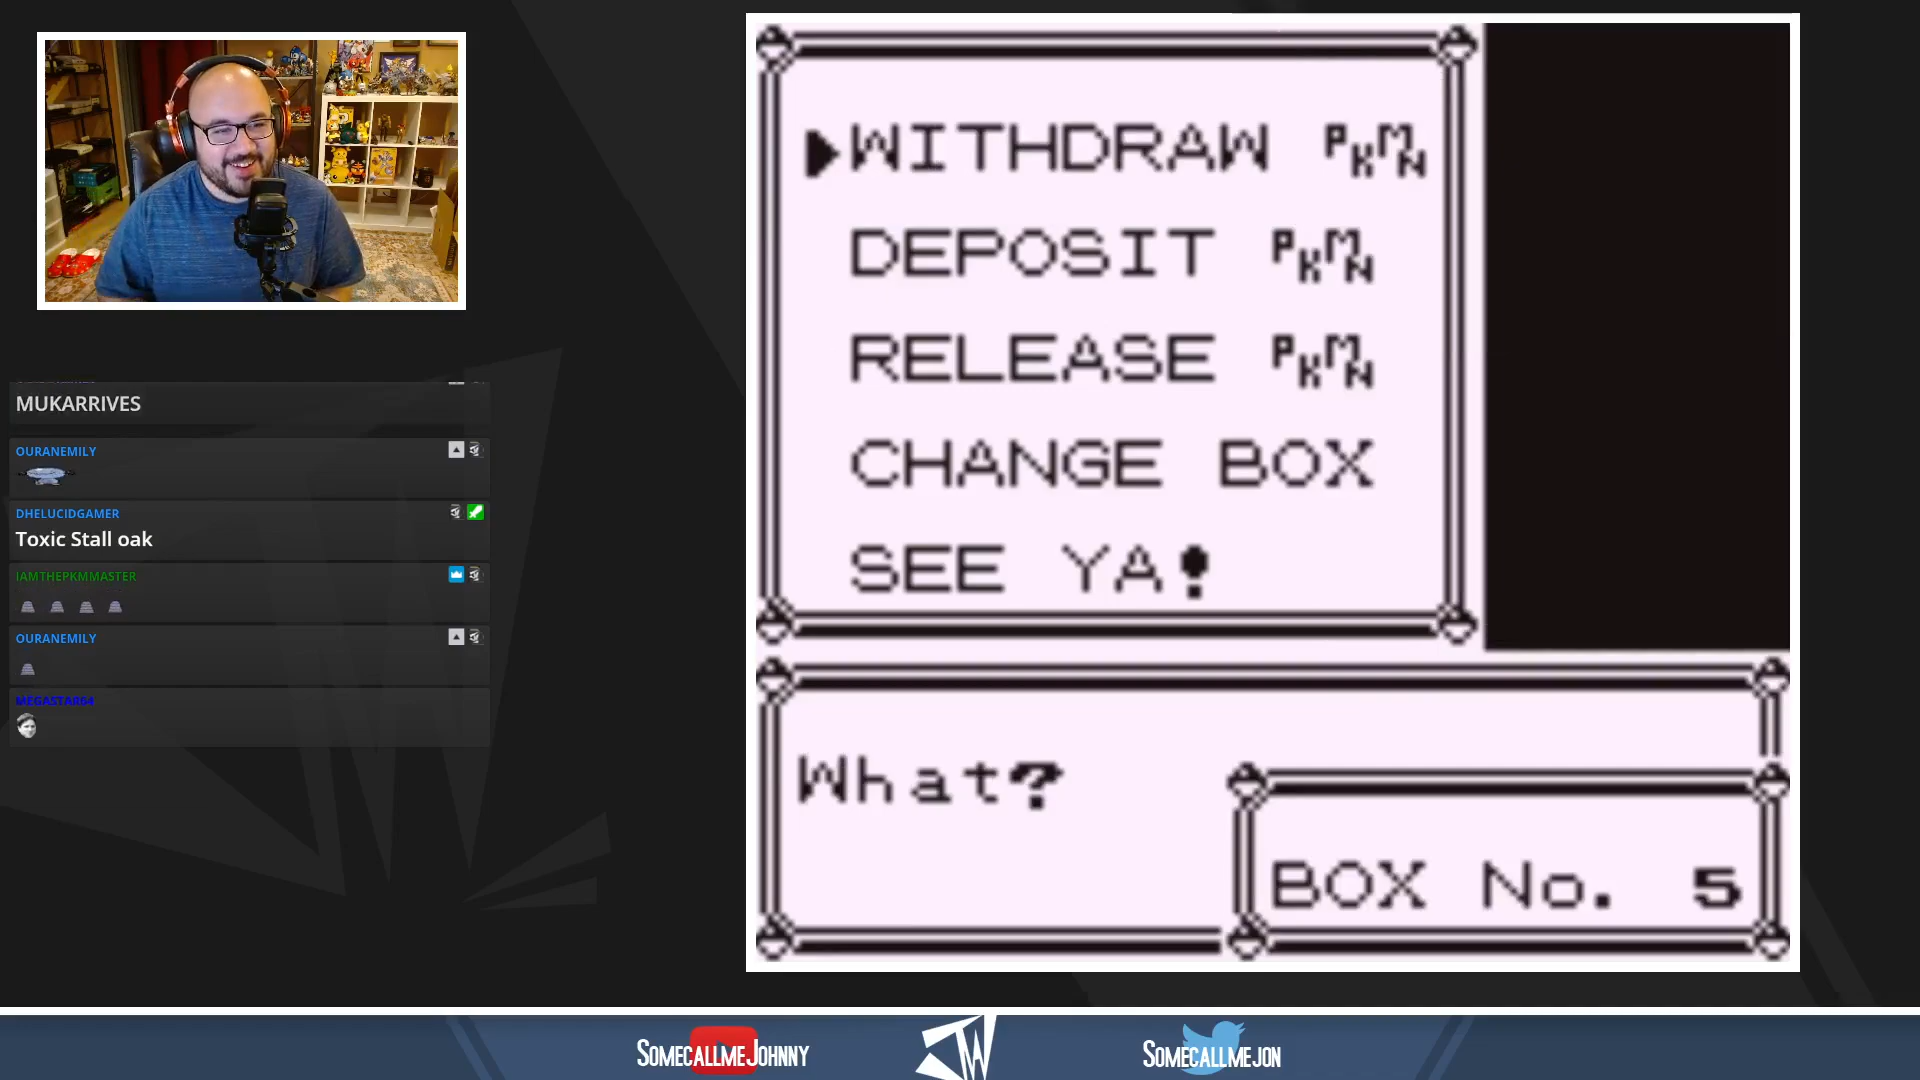 WITHDRAW PKMN
DEPOSIT PKMN
RELEASE PKMN
CHANGE BOX
SEE YA!
What?
BOX No. 5
MUKARRIVES
OURANEMILY
DHELUCIDGAMER
Toxic Stall oak
IAMTHEPKMMASTER
OURANEMILY
MEGASTAR64
SOMECALLMEJOHNNY
SOMECALLMEJON